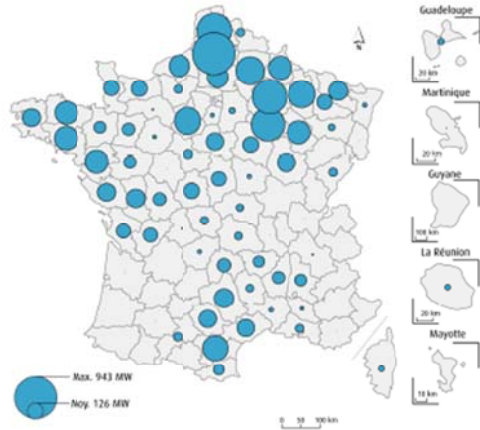 Guadeloupe
20 km
N
Martinique
20 km
Guyane
100 km
La Réunion
20 km
Mayotte
10 km
Max. 943 MW
Noy. 126 MW
0 50 100 km